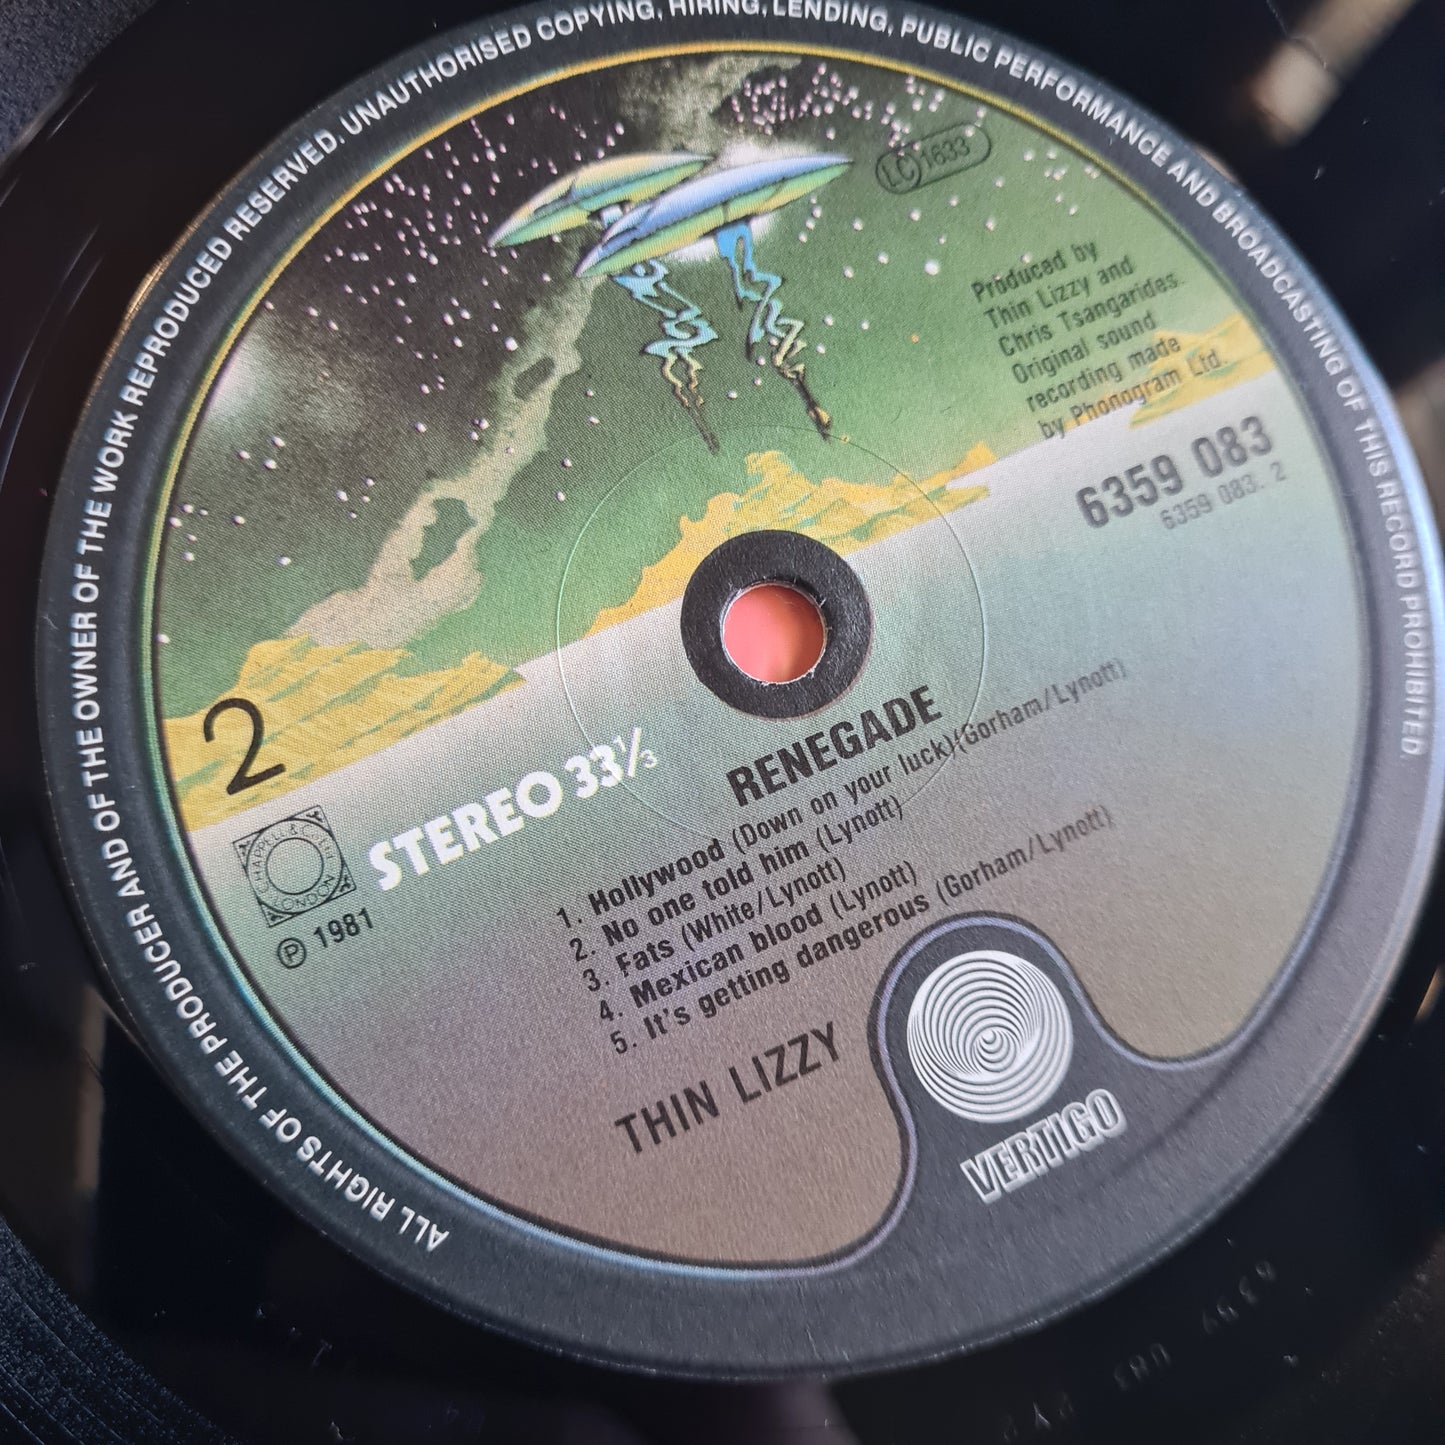 ALL RIGHTS OF THE PRODUCER AND OF THE OWNER OF THE WORK REPRODUCED RESERVED. UNAUTHORISED COPYING, HIRING, LENDING, PUBLIC PERFORMANCE AND BROADCASTING OF THIS RECORD PROHIBITED.
LC 1633
Produced by
Thin Lizzy and
Chris Tsangarides.
Original sound
recording made
by Phonogram Ltd.
6359 083
6359 083. 2
2
STEREO 33 1/3
CHAPPELL & CO LTD
LONDON
℗ 1981
RENEGADE
1. Hollywood (Down on your luck)(Gorham/Lynott)
2. No one told him (Lynott)
3. Fats (White/Lynott)
4. Mexican blood (Lynott)
5. It's getting dangerous (Gorham/Lynott)
THIN LIZZY
VERTIGO
6359 083